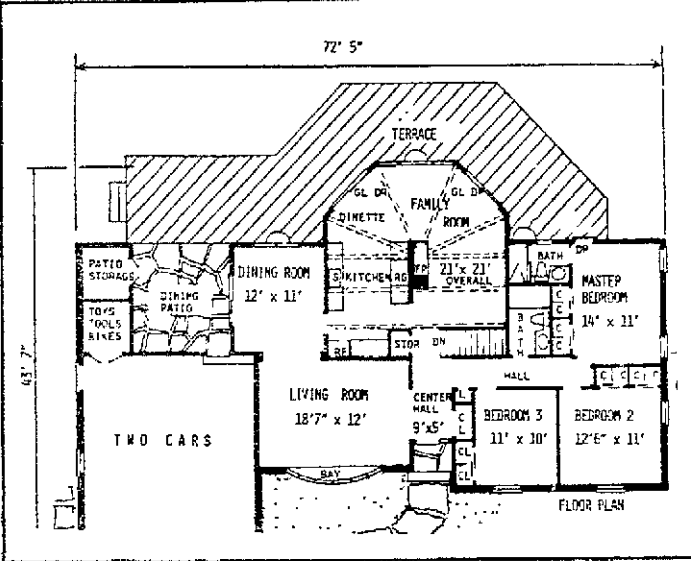 72' 5"
TERRACE
GL DR
GL DR
FAMILY
ROOM
DINETTE
PATIO
STORAGE
DINING ROOM
12' x 11'
S
KITCHEN
RG
FP
21' x 21'
OVERALL
BATH
DR
MASTER
BEDROOM
14' x 11'
C
C
C
C
DINING
PATIO
TOYS
TOOLS
BIKES
43' 7"
BATH
RF
STOR
DN
HALL
C
C
C
C
LIVING ROOM
18'7" x 12'
CENTER
HALL
9'x5'
L
C
L
CL
CL
BEDROOM 3
11' x 10'
BEDROOM 2
12'6" x 11'
TWO CARS
BAY
FLOOR PLAN